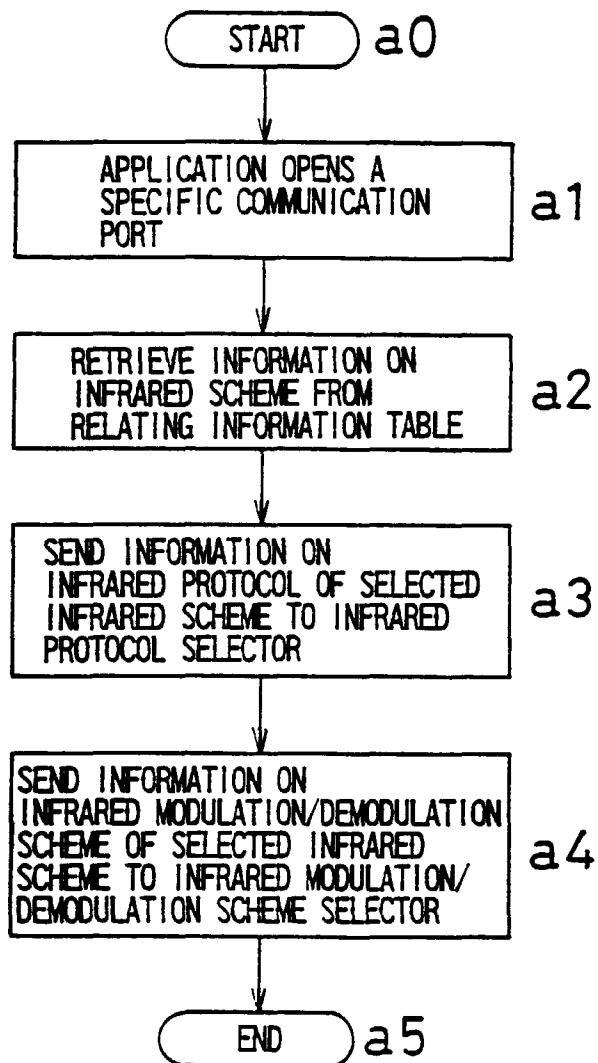 START a0
APPLICATION OPENS A
SPECIFIC COMMUNICATION
PORT
a1
RETRIEVE INFORMATION ON
INFRARED SCHEME FROM
RELATING INFORMATION TABLE
a2
SEND INFORMATION ON
INFRARED PROTOCOL OF SELECTED
INFRARED SCHEME TO INFRARED
PROTOCOL SELECTOR
a3
SEND INFORMATION ON
INFRARED MODULATION/DEMODULATION
SCHEME OF SELECTED INFRARED
SCHEME TO INFRARED MODULATION/
DEMODULATION SCHEME SELECTOR
a4
END a5